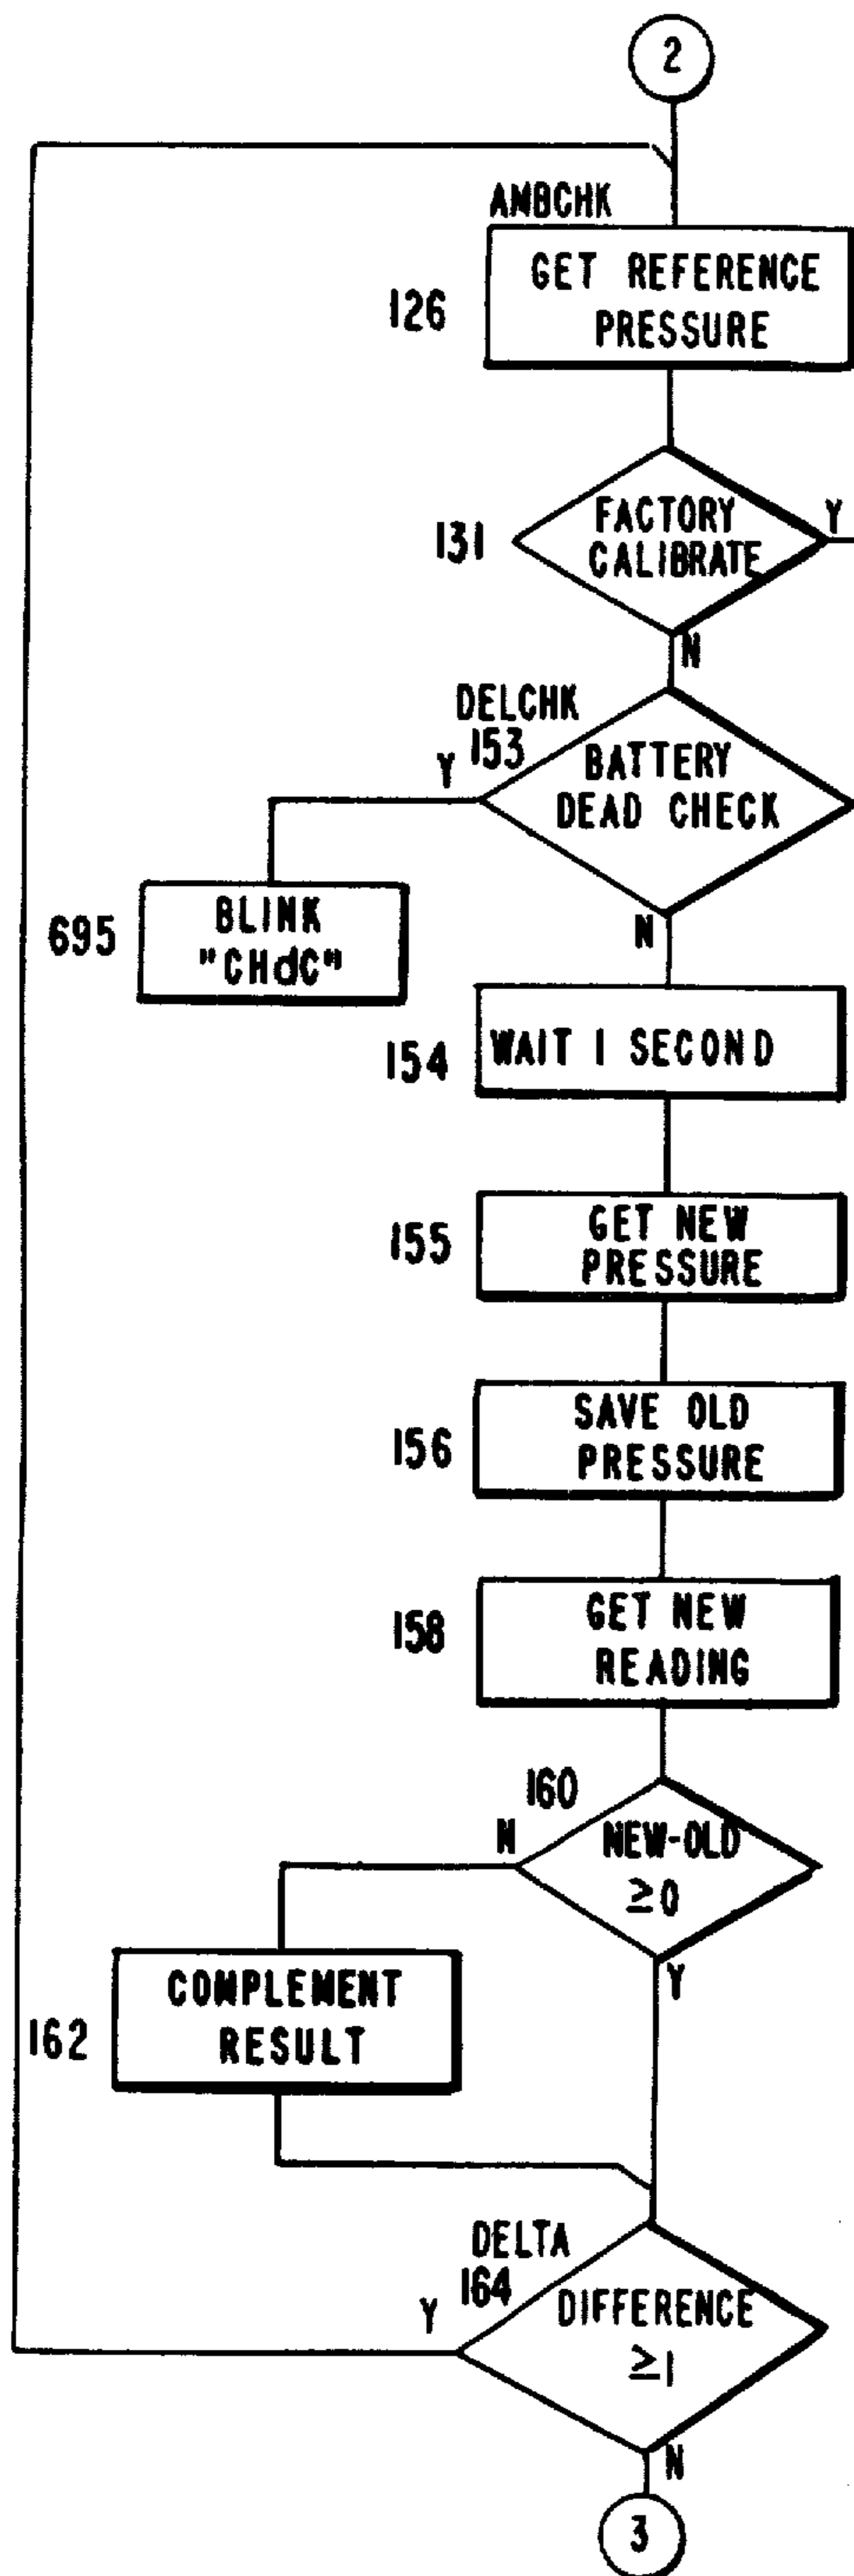 2
AMBCHK
GET REFERENCE
PRESSURE
126
FACTORY
CALIBRATE
131
Y
N
DELCHK
153
BATTERY
DEAD CHECK
Y
N
BLINK
"CHdC"
695
WAIT 1 SECOND
154
GET NEW
PRESSURE
155
SAVE OLD
PRESSURE
156
GET NEW
READING
158
160
NEW-OLD
≥0
N
Y
COMPLEMENT
RESULT
162
DELTA
164
DIFFERENCE
≥1
Y
N
3